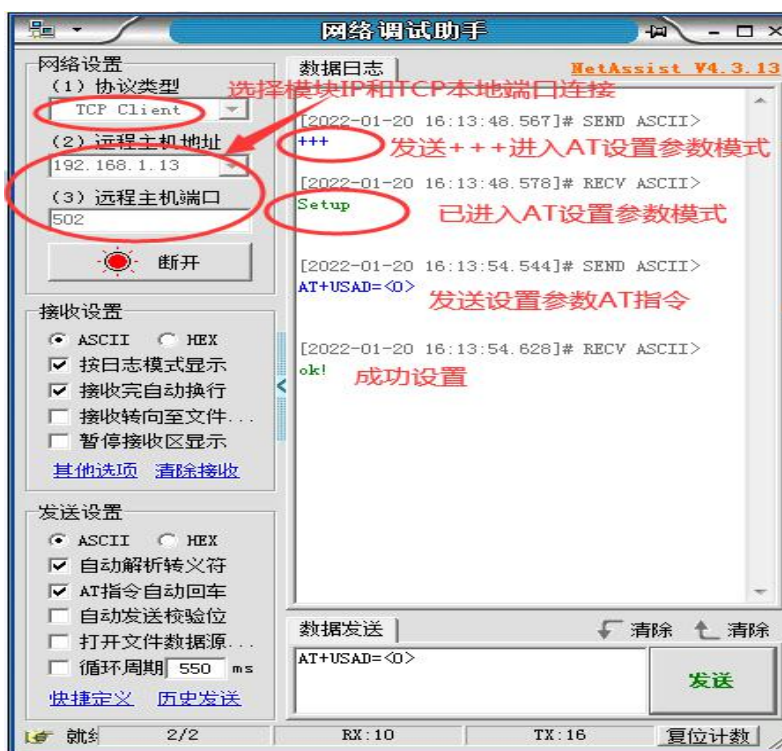 网络调试助手
网络设置
(1) 协议类型
TCP Client
(2) 远程主机地址
192.168.1.13
(3) 远程主机端口
502
断开
接收设置
ASCII HEX
按日志模式显示
接收完自动换行
接收转向至文件...
暂停接收区显示
其他选项 清除接收
发送设置
ASCII HEX
自动解析转义符
AT指令自动回车
自动发送校验位
打开文件数据源...
循环周期 550 ms
快捷定义 历史发送
数据日志 NetAssist V4.3.13
选择模块IP和TCP本地端口连接
[2022-01-20 16:13:48.567]# SEND ASCII>
+++ 发送+++进入AT设置参数模式
[2022-01-20 16:13:48.578]# RECV ASCII>
Setup 已进入AT设置参数模式
[2022-01-20 16:13:54.544]# SEND ASCII>
AT+USAD=<0>
发送设置参数AT指令
[2022-01-20 16:13:54.628]# RECV ASCII>
ok! 成功设置
数据发送 清除 清除
AT+USAD=<0>
发送
2/2 RX:10 TX:16 复位计数